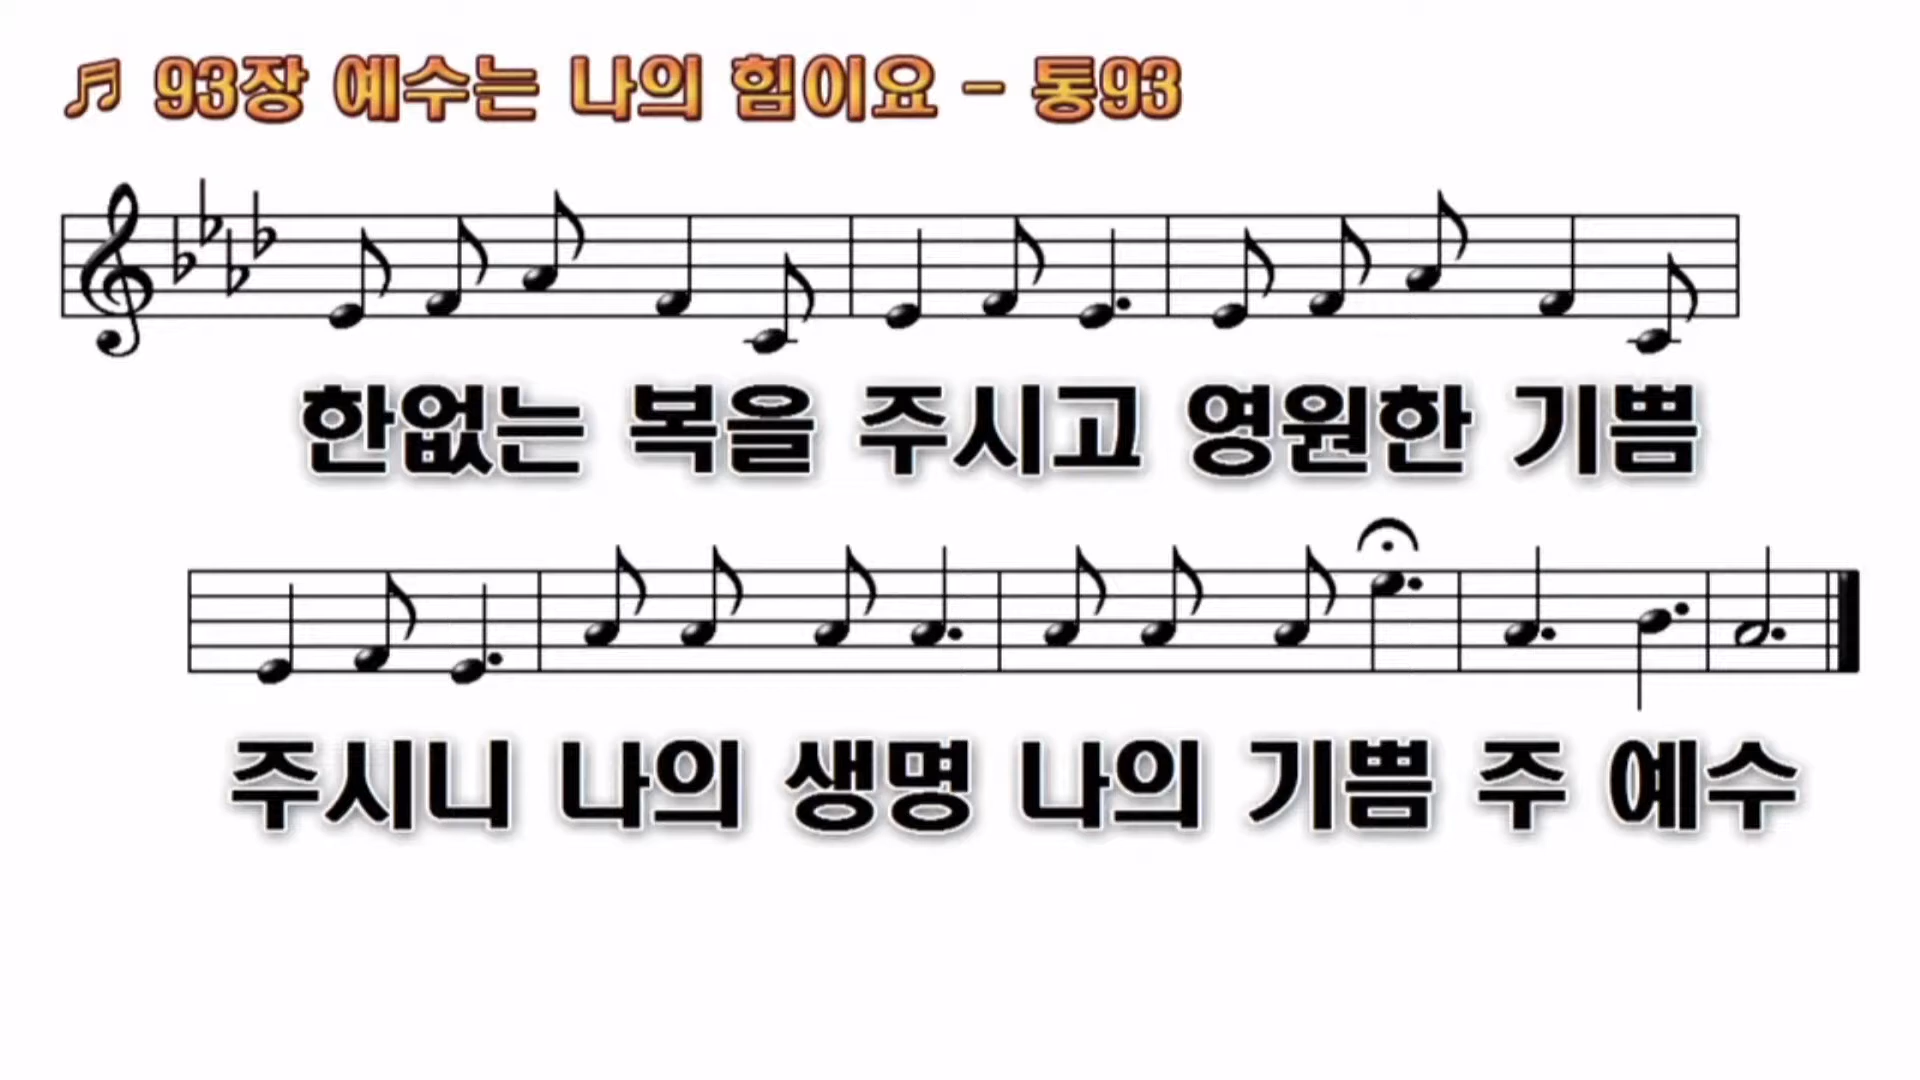 93장 예수는 나의 힘이요 - 통93
한없는 복을 주시고 영원한 기쁨
주시니 나의 생명 나의 기쁨 주 예수